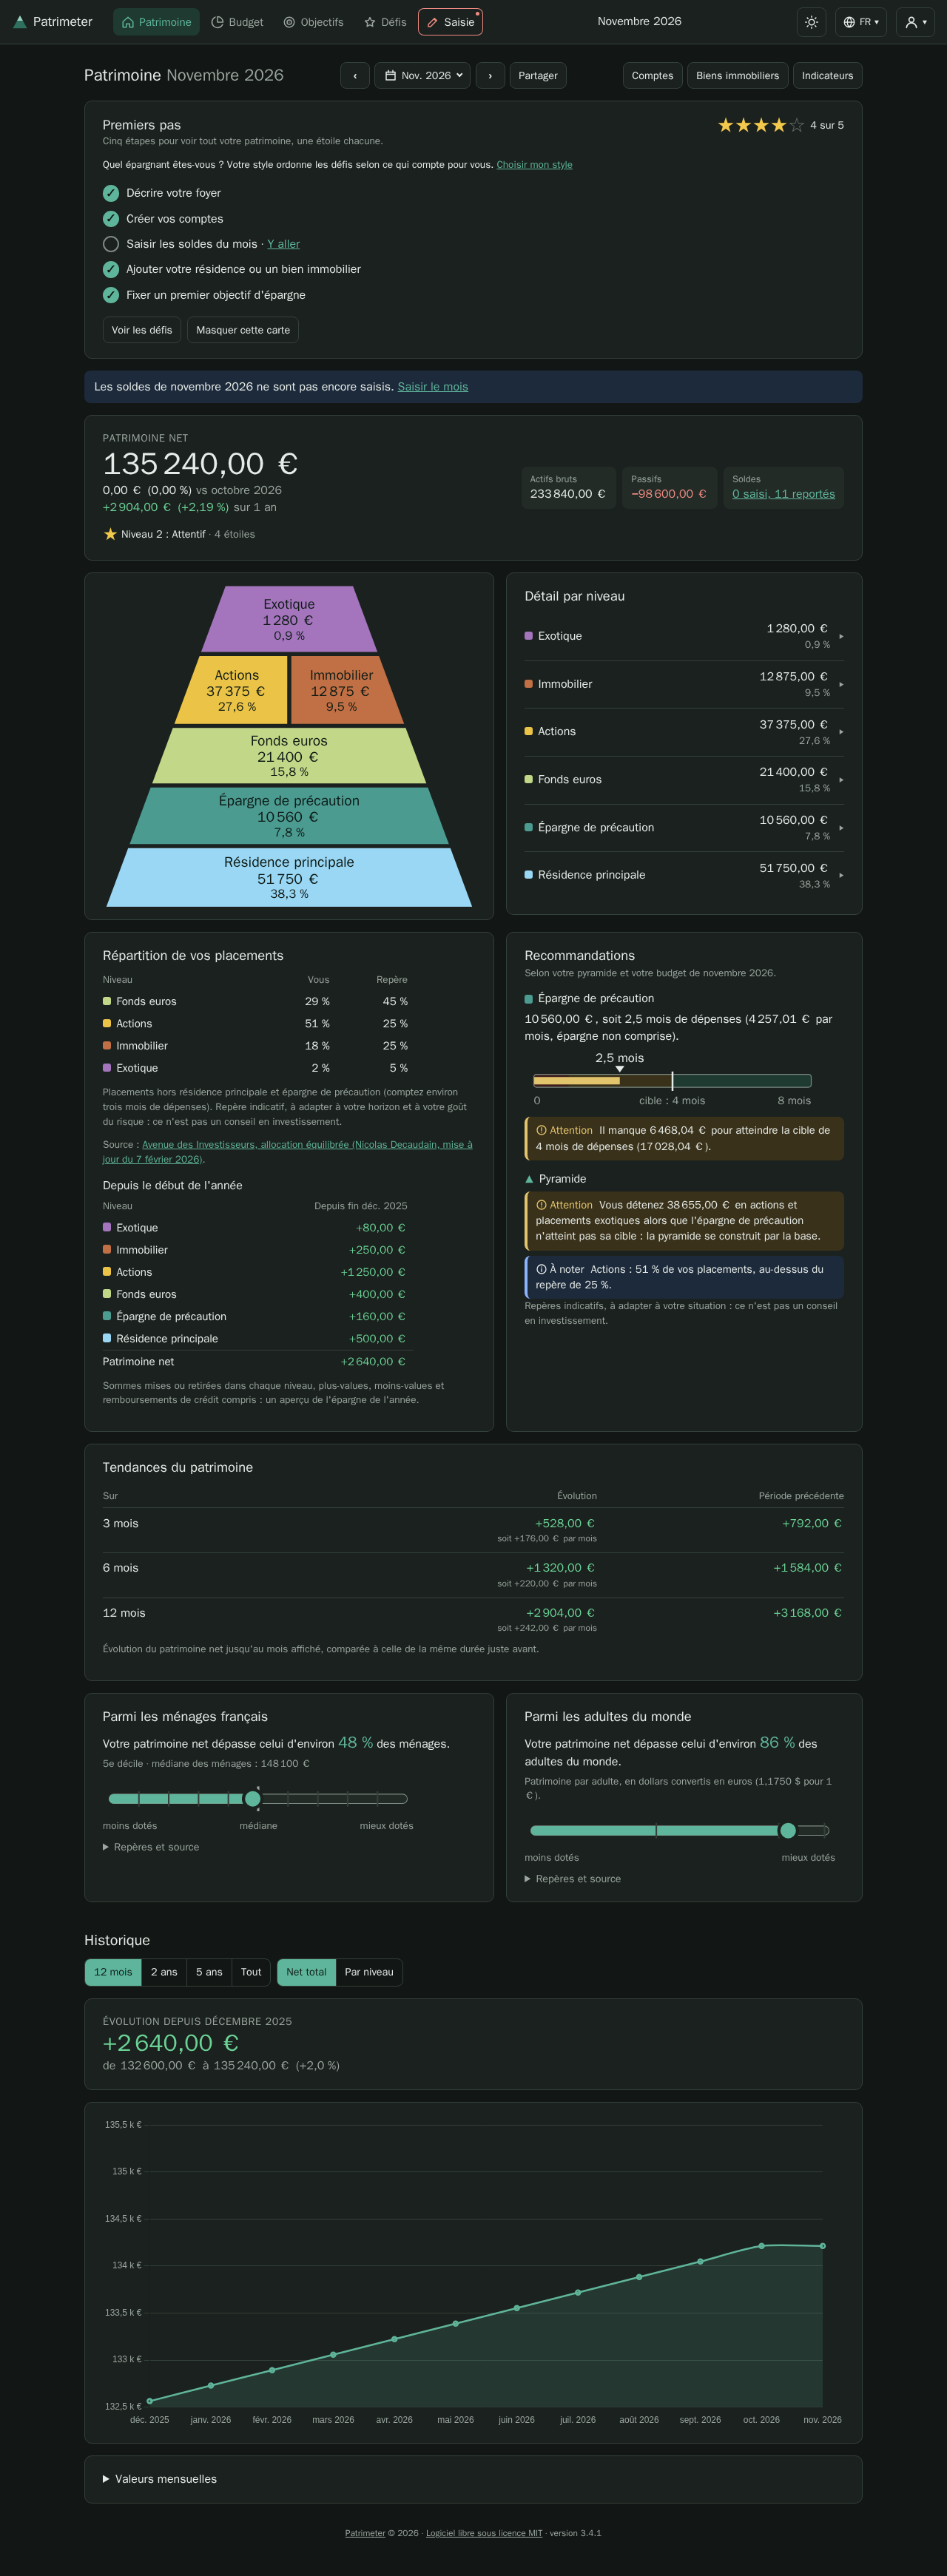 Patrimeter
Patrimoine
Budget
Objectifs
Défis
Saisie
Novembre 2026
FR ▾
▾
Patrimoine Novembre 2026
‹
Nov. 2026
›
Partager
Comptes
Biens immobiliers
Indicateurs
Premiers pas
4 sur 5
Cinq étapes pour voir tout votre patrimoine, une étoile chacune.
Quel épargnant êtes-vous ? Votre style ordonne les défis selon ce qui compte pour vous. Choisir mon style
✓ Décrire votre foyer
✓ Créer vos comptes
Saisir les soldes du mois · Y aller
✓ Ajouter votre résidence ou un bien immobilier
✓ Fixer un premier objectif d'épargne
Voir les défis
Masquer cette carte
Les soldes de novembre 2026 ne sont pas encore saisis. Saisir le mois
PATRIMOINE NET
135 240,00 €
0,00 € (0,00 %) vs octobre 2026
+2 904,00 € (+2,19 %) sur 1 an
Niveau 2 : Attentif · 4 étoiles
Actifs bruts
233 840,00 €
Passifs
−98 600,00 €
Soldes
0 saisi, 11 reportés
Exotique
1 280 €
0,9 %
Actions
37 375 €
27,6 %
Immobilier
12 875 €
9,5 %
Fonds euros
21 400 €
15,8 %
Épargne de précaution
10 560 €
7,8 %
Résidence principale
51 750 €
38,3 %
Détail par niveau
Exotique 1 280,00 €
0,9 %
Immobilier 12 875,00 €
9,5 %
Actions 37 375,00 €
27,6 %
Fonds euros 21 400,00 €
15,8 %
Épargne de précaution 10 560,00 €
7,8 %
Résidence principale 51 750,00 €
38,3 %
Répartition de vos placements
Niveau Vous Repère
Fonds euros 29 % 45 %
Actions 51 % 25 %
Immobilier 18 % 25 %
Exotique 2 % 5 %
Placements hors résidence principale et épargne de précaution (comptez environ
trois mois de dépenses). Repère indicatif, à adapter à votre horizon et à votre goût
du risque : ce n'est pas un conseil en investissement.
Source : Avenue des Investisseurs, allocation équilibrée (Nicolas Decaudain, mise à
jour du 7 février 2026).
Depuis le début de l'année
Niveau Depuis fin déc. 2025
Exotique +80,00 €
Immobilier +250,00 €
Actions +1 250,00 €
Fonds euros +400,00 €
Épargne de précaution +160,00 €
Résidence principale +500,00 €
Patrimoine net +2 640,00 €
Sommes mises ou retirées dans chaque niveau, plus-values, moins-values et
remboursements de crédit compris : un aperçu de l'épargne de l'année.
Recommandations
Selon votre pyramide et votre budget de novembre 2026.
Épargne de précaution
10 560,00 €, soit 2,5 mois de dépenses (4 257,01 € par
mois, épargne non comprise).
2,5 mois
0 cible : 4 mois 8 mois
Attention Il manque 6 468,04 € pour atteindre la cible de
4 mois de dépenses (17 028,04 €).
Pyramide
Attention Vous détenez 38 655,00 € en actions et
placements exotiques alors que l'épargne de précaution
n'atteint pas sa cible : la pyramide se construit par la base.
À noter Actions : 51 % de vos placements, au-dessus du
repère de 25 %.
Repères indicatifs, à adapter à votre situation : ce n'est pas un conseil
en investissement.
Tendances du patrimoine
Sur Évolution Période précédente
3 mois +528,00 € +792,00 €
soit +176,00 € par mois
6 mois +1 320,00 € +1 584,00 €
soit +220,00 € par mois
12 mois +2 904,00 € +3 168,00 €
soit +242,00 € par mois
Évolution du patrimoine net jusqu'au mois affiché, comparée à celle de la même durée juste avant.
Parmi les ménages français
Votre patrimoine net dépasse celui d'environ 48 % des ménages.
5e décile · médiane des ménages : 148 100 €
moins dotés médiane mieux dotés
Repères et source
Parmi les adultes du monde
Votre patrimoine net dépasse celui d'environ 86 % des
adultes du monde.
Patrimoine par adulte, en dollars convertis en euros (1,1750 $ pour 1
€).
moins dotés mieux dotés
Repères et source
Historique
12 mois
2 ans
5 ans
Tout
Net total
Par niveau
ÉVOLUTION DEPUIS DÉCEMBRE 2025
+2 640,00 €
de 132 600,00 € à 135 240,00 € (+2,0 %)
135,5 k €
135 k €
134,5 k €
134 k €
133,5 k €
133 k €
132,5 k €
déc. 2025 janv. 2026 févr. 2026 mars 2026 avr. 2026 mai 2026 juin 2026 juil. 2026 août 2026 sept. 2026 oct. 2026 nov. 2026
Valeurs mensuelles
Patrimeter © 2026 · Logiciel libre sous licence MIT · version 3.4.1